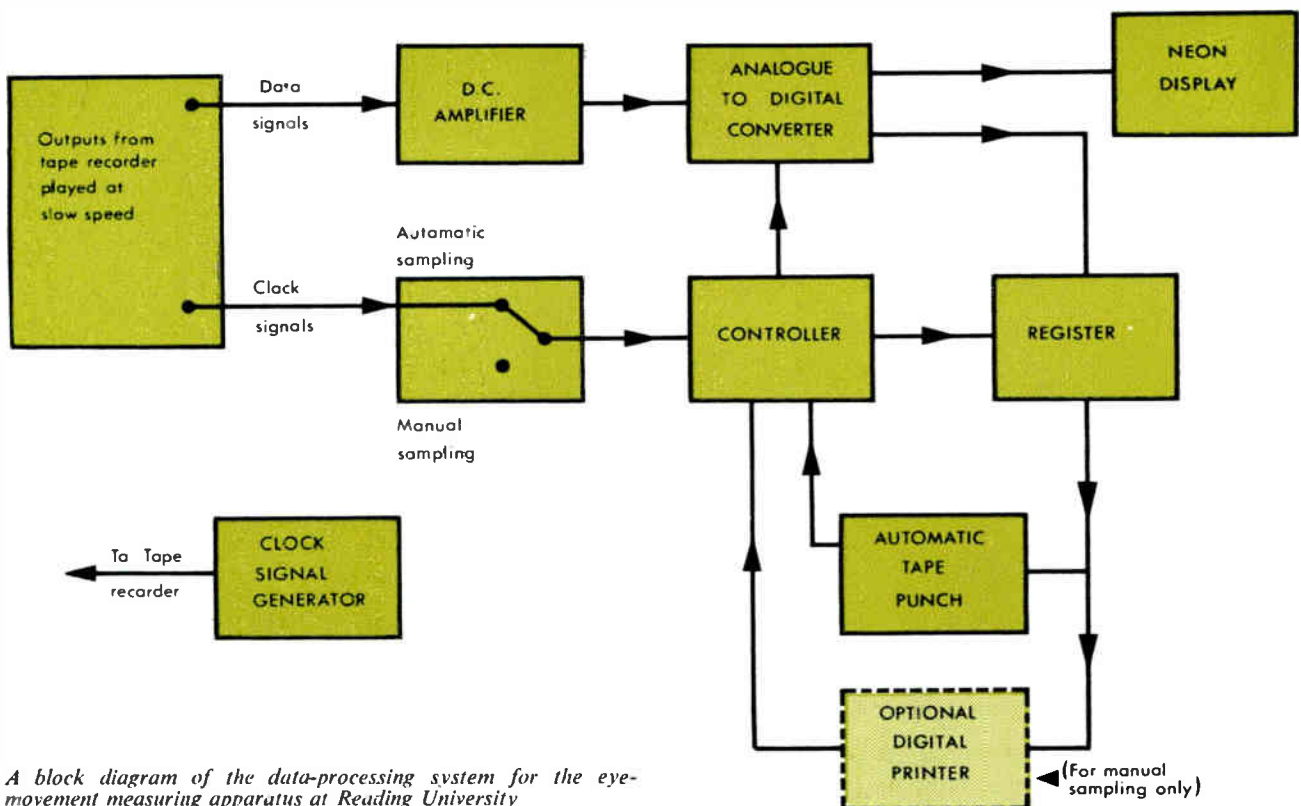 Outputs from
tape recorder
played at
slow speed
Data
signals
D.C.
AMPLIFIER
ANALOGUE
TO DIGITAL
CONVERTER
NEON
DISPLAY
Clock
signals
Automatic
sampling
Manual
sampling
CONTROLLER
REGISTER
To Tape
recorder
CLOCK
SIGNAL
GENERATOR
AUTOMATIC
TAPE
PUNCH
OPTIONAL
DIGITAL
PRINTER
(For manual
sampling only)
A block diagram of the data-processing system for the eye-
movement measuring apparatus at Reading University